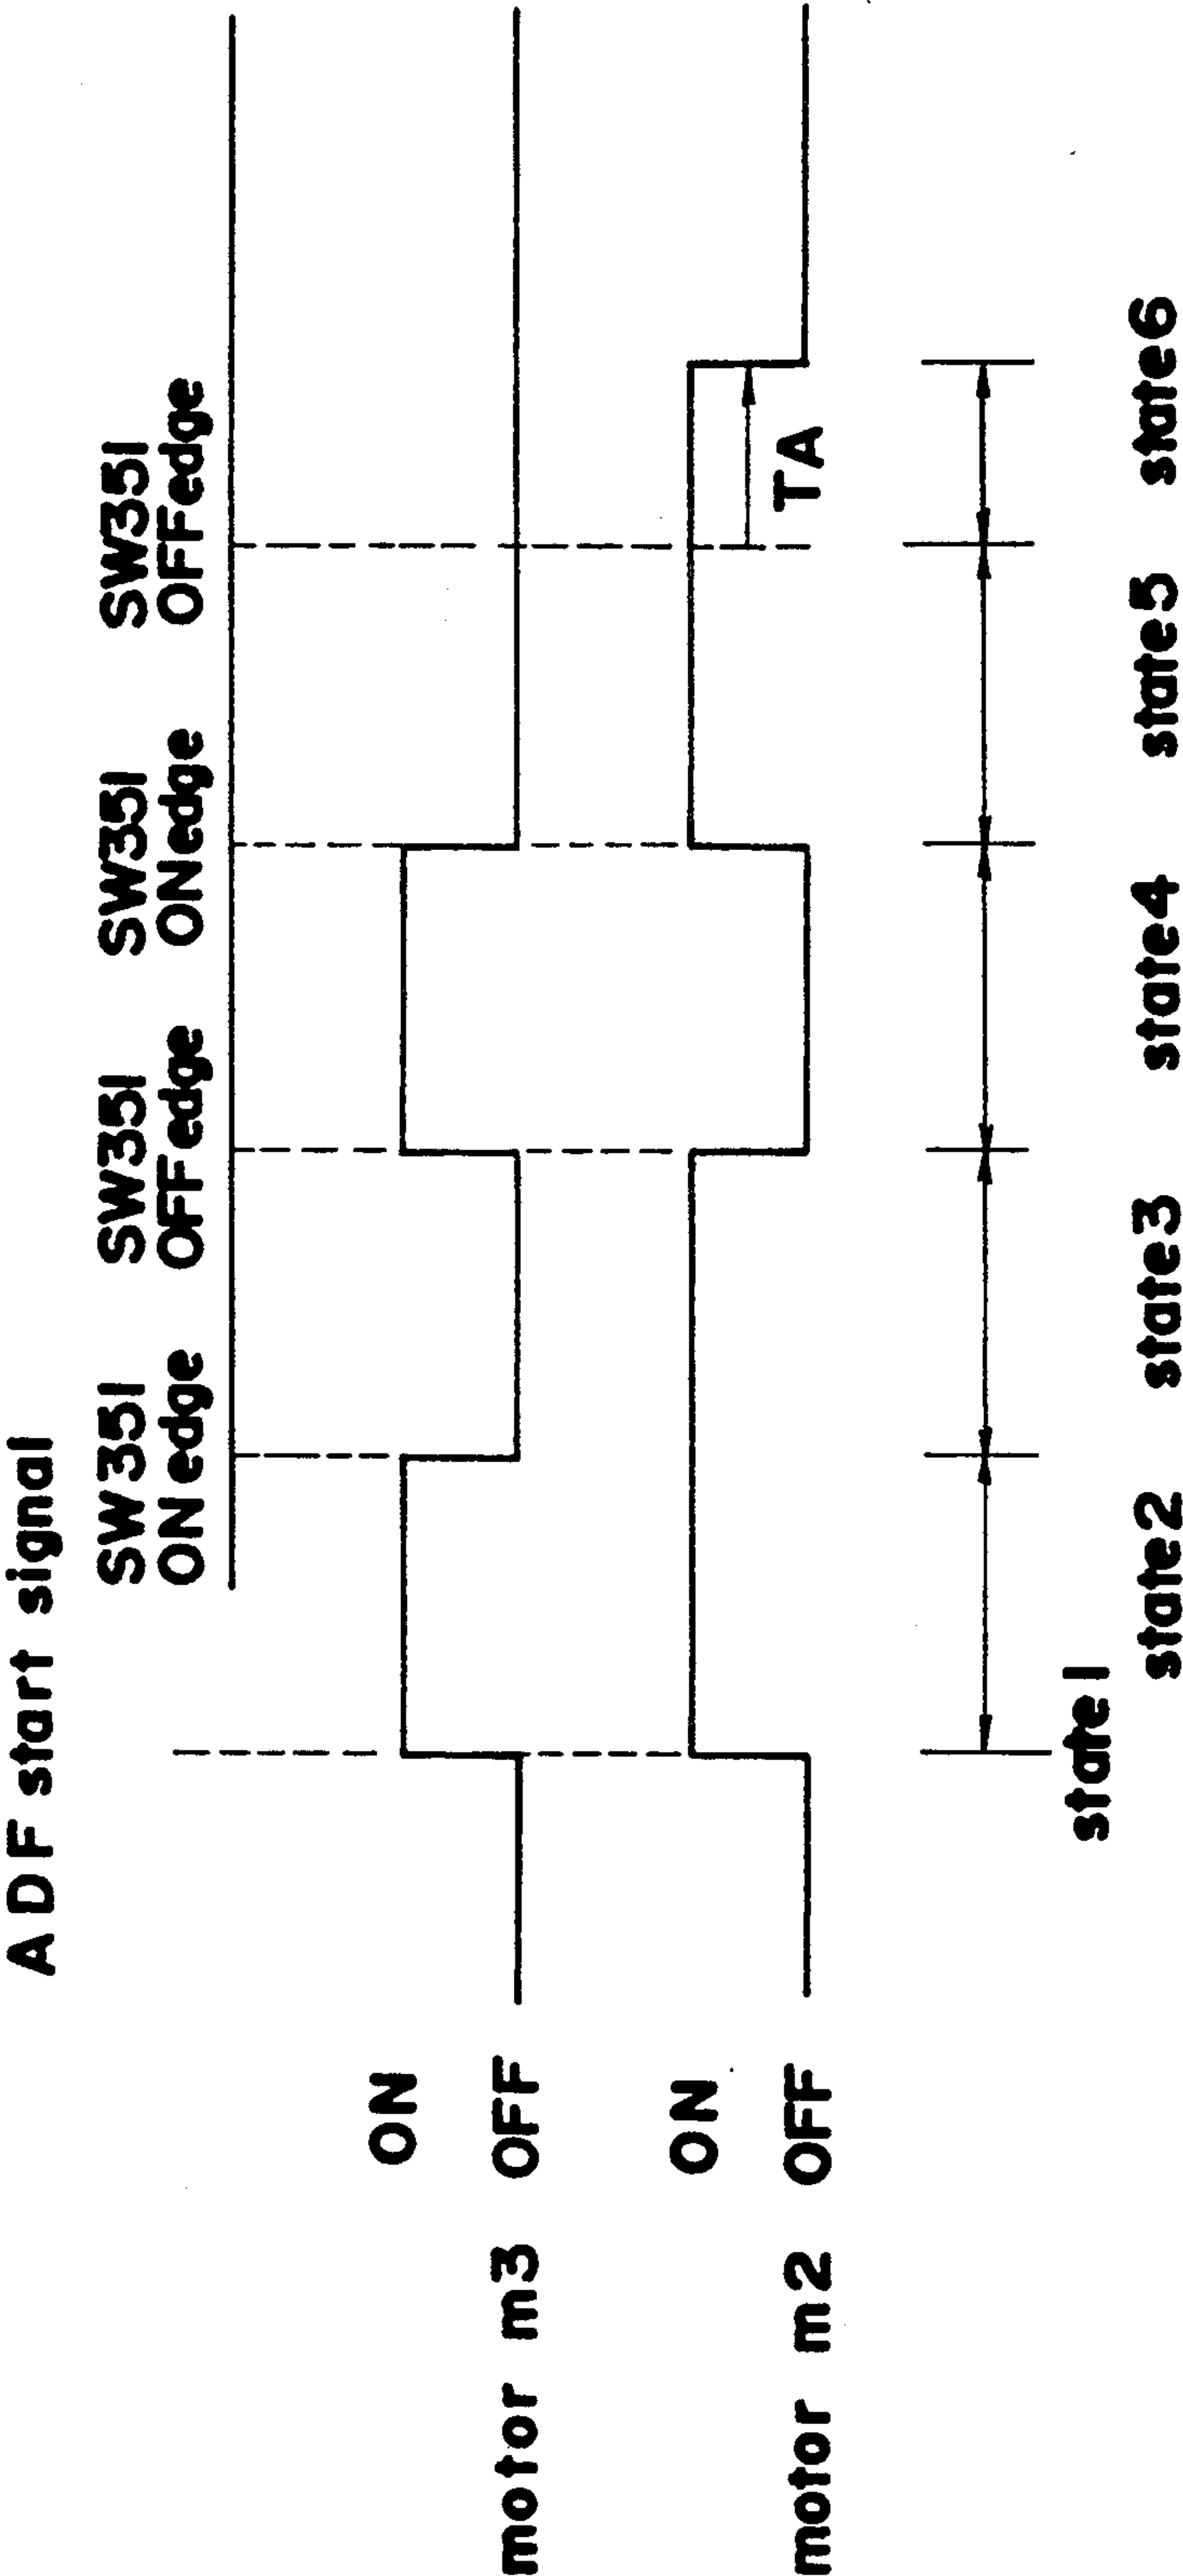 ADF start signal
SW351
ONedge
SW351
OFFedge
SW351
ONedge
SW351
OFFedge
ON
motor m3 OFF
ON
motor m2 OFF
TA
state1
state2
state3
state4
state5
state6